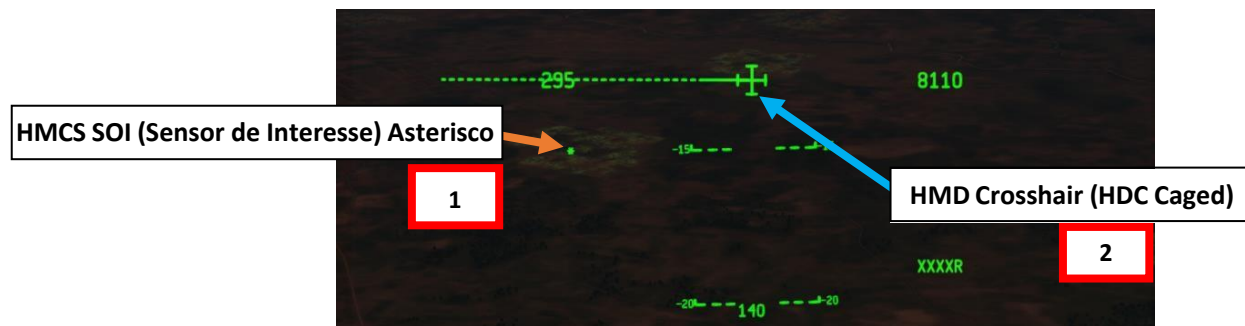 295
8110
HMCS SOI (Sensor de Interesse) Asterisco
*
-15
1
HMD Crosshair (HDC Caged)
2
XXXXR
-20 140 -20